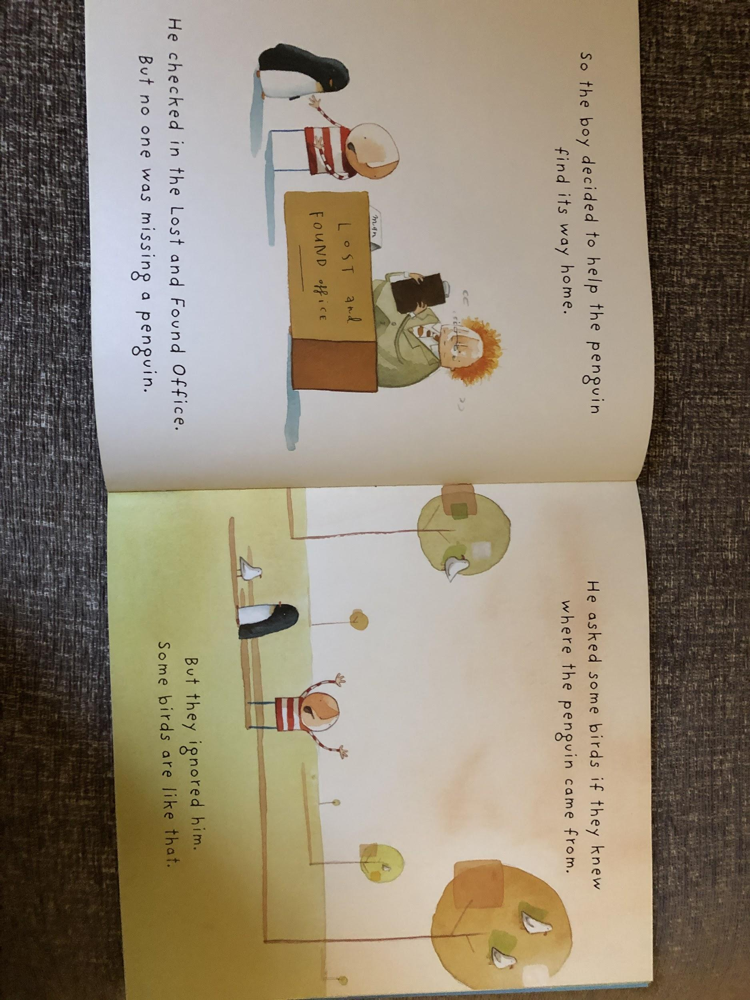 So the boy decided to help the penguin
find its way home.
man
LOST and
FOUND office
He checked in the Lost and Found Office.
But no one was missing a penguin.
He asked some birds if they knew
where the penguin came from.
But they ignored him.
Some birds are like that.